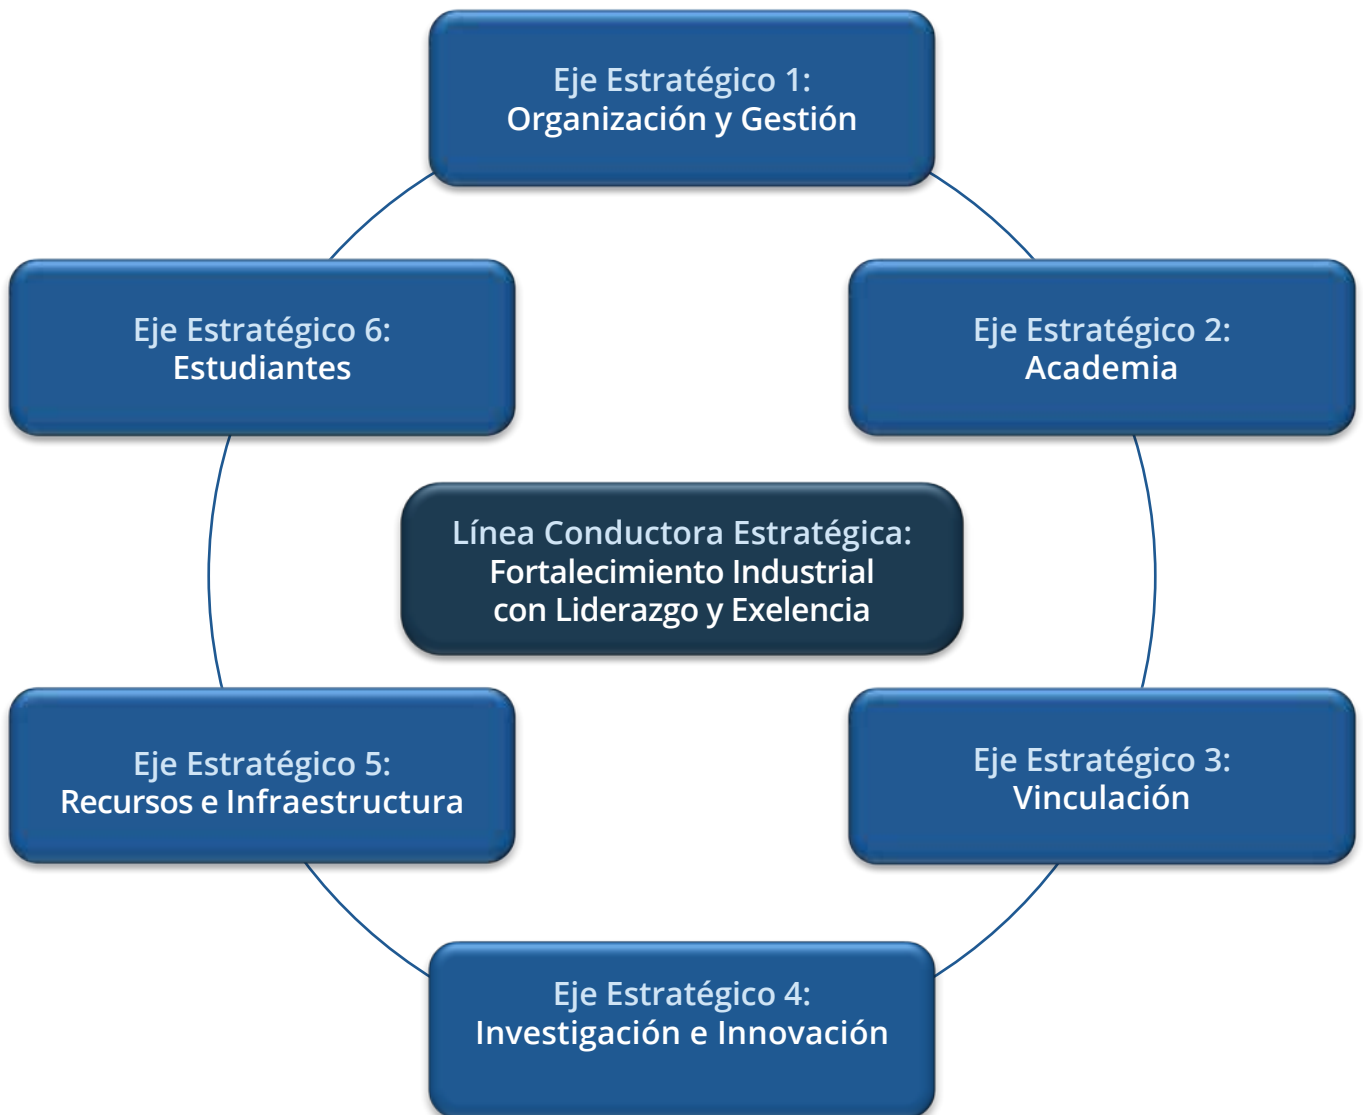 Eje Estratégico 1:
Organización y Gestión
Eje Estratégico 6:
Estudiantes
Eje Estratégico 2:
Academia
Línea Conductora Estratégica:
Fortalecimiento Industrial
con Liderazgo y Exelencia
Eje Estratégico 5:
Recursos e Infraestructura
Eje Estratégico 3:
Vinculación
Eje Estratégico 4:
Investigación e Innovación